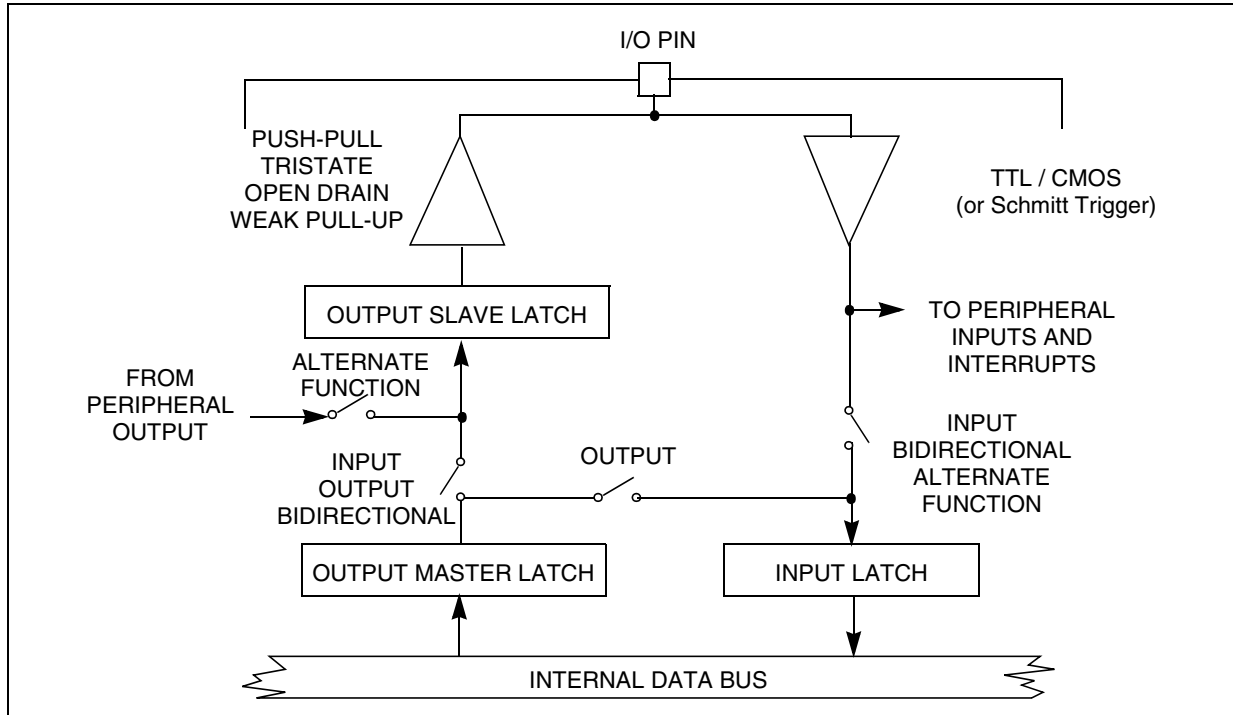 I/O PIN
PUSH-PULL
TRISTATE
OPEN DRAIN
WEAK PULL-UP
TTL / CMOS
(or Schmitt Trigger)
OUTPUT SLAVE LATCH
TO PERIPHERAL
INPUTS AND
INTERRUPTS
ALTERNATE
FUNCTION
FROM
PERIPHERAL
OUTPUT
INPUT
OUTPUT
BIDIRECTIONAL
OUTPUT
INPUT
BIDIRECTIONAL
ALTERNATE
FUNCTION
OUTPUT MASTER LATCH
INPUT LATCH
INTERNAL DATA BUS